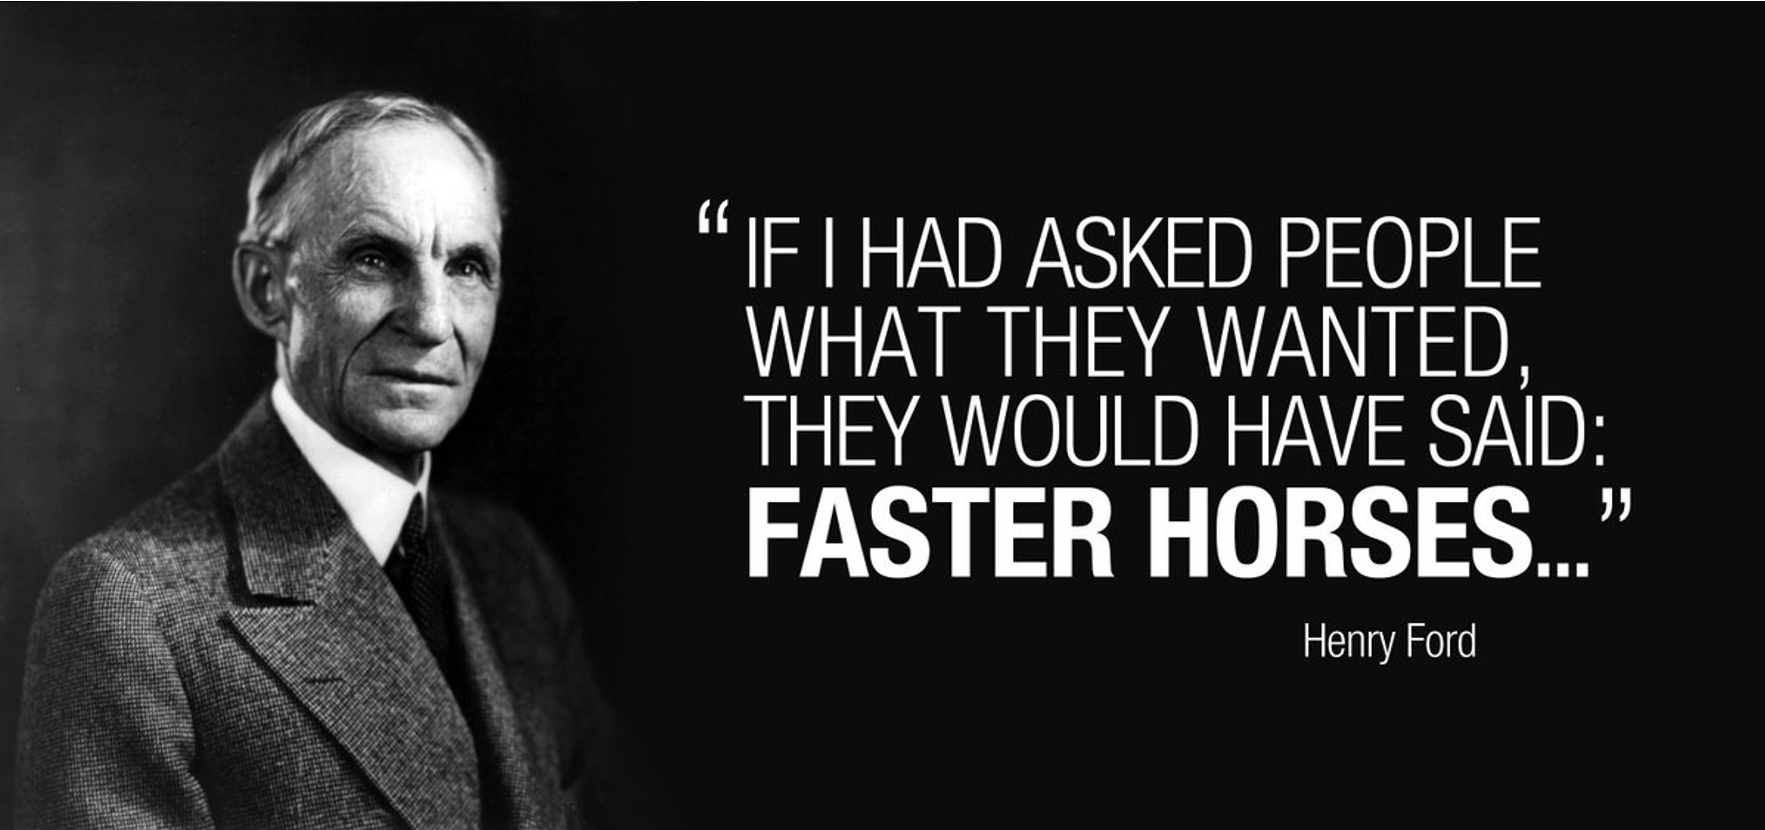 “IF I HAD ASKED PEOPLE
WHAT THEY WANTED,
THEY WOULD HAVE SAID:
FASTER HORSES...”
Henry Ford